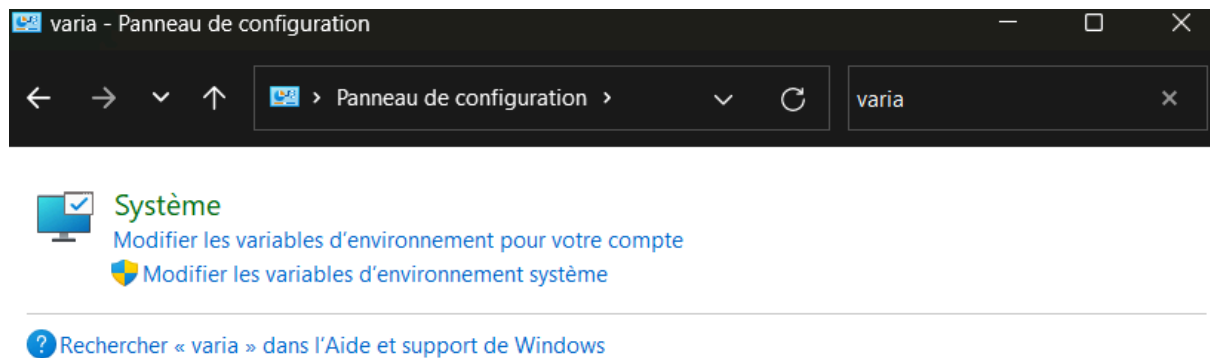 varia - Panneau de configuration
Panneau de configuration
varia
Système
Modifier les variables d’environnement pour votre compte
Modifier les variables d’environnement système
Rechercher « varia » dans l’Aide et support de Windows